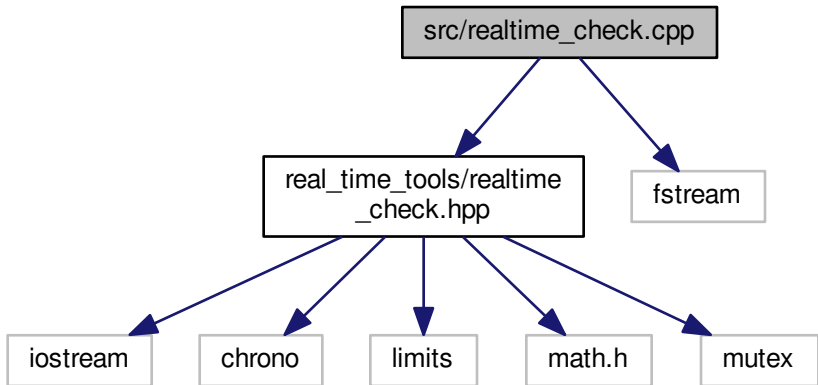 src/realtime_check.cpp
real_time_tools/realtime
_check.hpp
fstream
iostream
chrono
limits
math.h
mutex